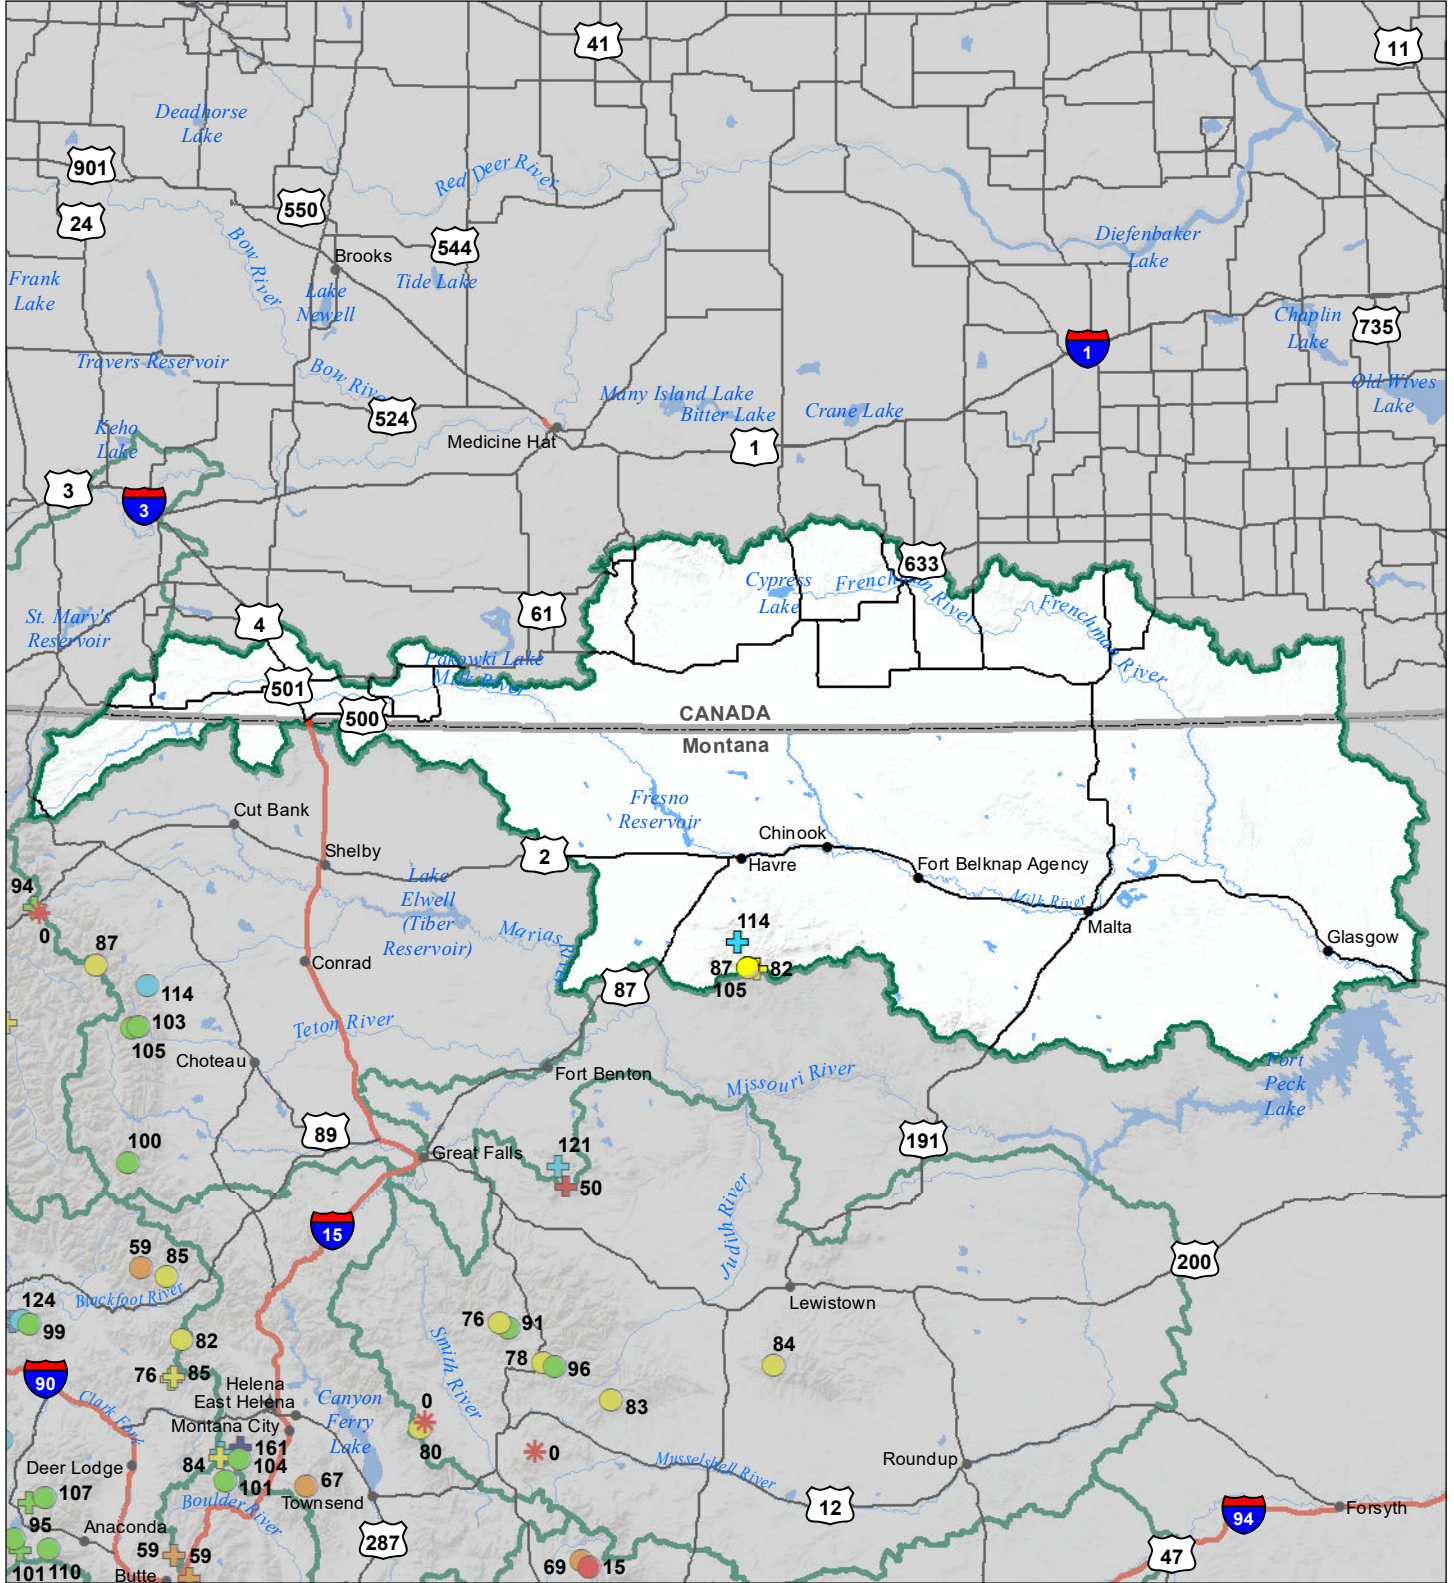 41
11
Deadhorse
Lake
901
Red Deer River
550
24
Bow River
544
Diefenbaker
Lake
Brooks
Frank
Lake
Tide Lake
Lake
Newell
Chaplin
Lake
735
1
Travers Reservoir
Bow River
Many Island Lake
Bitter Lake
Crane Lake
Old Wives
Lake
524
Keho
Lake
Medicine Hat
1
3
3
633
Cypress
Lake
Frenchman River
Frenchman River
St. Mary's
Reservoir
4
61
Pakowki Lake
Milk River
501
500
CANADA
Montana
Fresno
Reservoir
Cut Bank
Chinook
Shelby
2
Havre
Fort Belknap Agency
Lake
Elwell
(Tiber
Reservoir)
94
0
Milk River
Malta
114
Marias River
Glasgow
87
Conrad
87
82
105
87
114
103
105
Teton River
Choteau
Fort Benton
Missouri River
Fort
Peck
Lake
89
191
100
Great Falls
121
50
Judith River
15
59
85
200
Blackfoot River
Lewistown
124
99
76
91
82
Smith River
78
96
84
90
76
85
83
Helena
East Helena
Canyon
Ferry
Lake
0
Clark Fork
Montana City
80
0
161
104
84
101
Deer Lodge
67
Musselshell River
Roundup
107
Boulder River
Townsend
12
94
Forsyth
95
Anaconda
287
59
59
47
101
110
Butte
69
15